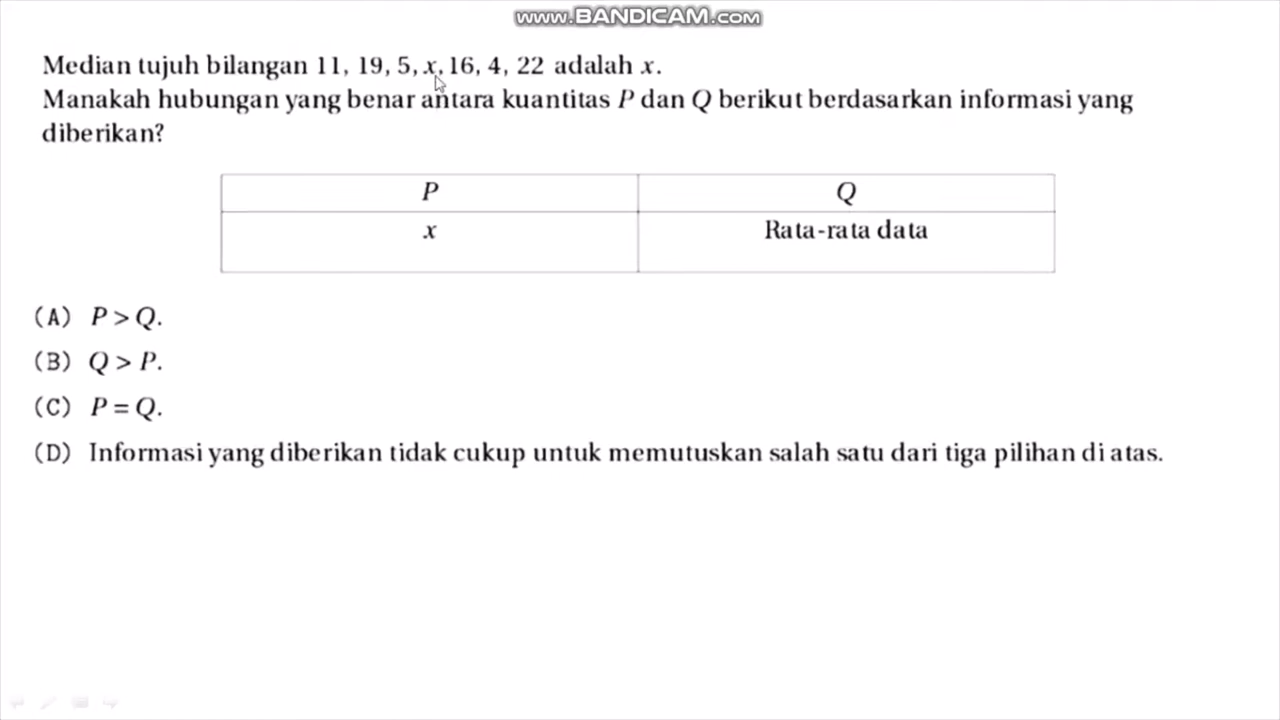 www.BANDICAM.com
Median tujuh bilangan 11, 19, 5, x, 16, 4, 22 adalah x.
Manakah hubungan yang benar antara kuantitas P dan Q berikut berdasarkan informasi yang
diberikan?
P Q
x Rata-rata data
(A) P > Q.
(B) Q > P.
(C) P = Q.
(D) Informasi yang diberikan tidak cukup untuk memutuskan salah satu dari tiga pilihan di atas.